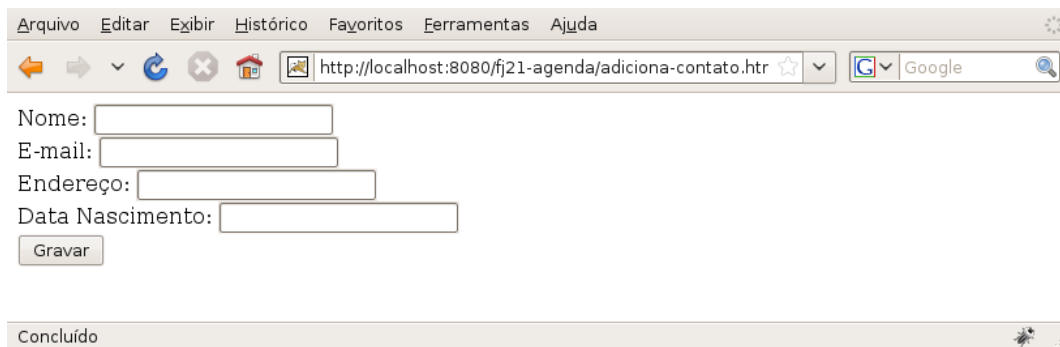 Arquivo Editar Exibir Histórico Favoritos Ferramentas Ajuda
http://localhost:8080/fj21-agenda/adiciona-contato.htr G Google
Nome:
E-mail:
Endereço:
Data Nascimento:
Gravar
Concluído